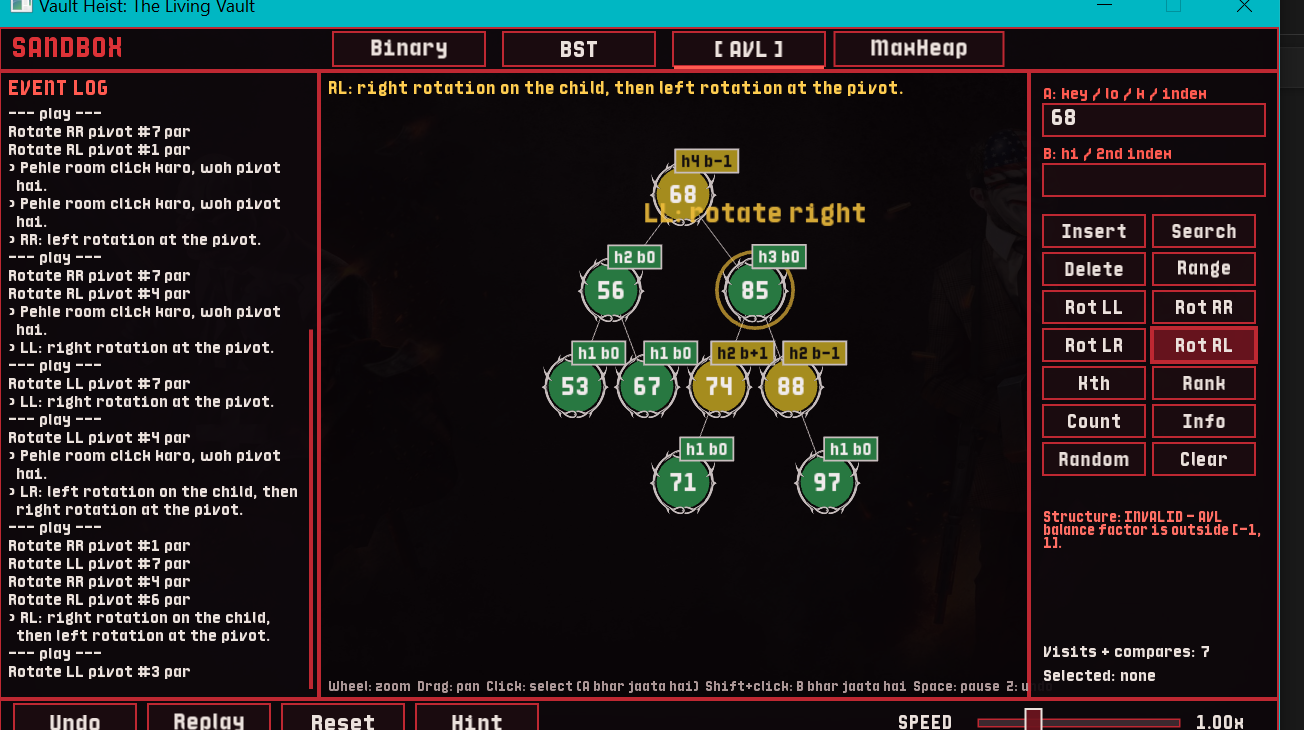 Vault Heist: The Living Vault
SANDBOX
Binary
BST
[ AVL ]
MaxHeap
EVENT LOG
--- play ---
Rotate RR pivot #7 par
Rotate RL pivot #1 par
› Pehle room click karo, woh pivot
hai.
› Pehle room click karo, woh pivot
hai.
› RR: left rotation at the pivot.
--- play ---
Rotate RR pivot #7 par
Rotate RL pivot #4 par
› Pehle room click karo, woh pivot
hai.
› LL: right rotation at the pivot.
--- play ---
Rotate LL pivot #7 par
› LL: right rotation at the pivot.
--- play ---
Rotate LL pivot #4 par
› Pehle room click karo, woh pivot
hai.
› LR: left rotation on the child, then
right rotation at the pivot.
--- play ---
Rotate RR pivot #1 par
Rotate LL pivot #7 par
Rotate RR pivot #4 par
Rotate RL pivot #6 par
› RL: right rotation on the child,
then left rotation at the pivot.
--- play ---
Rotate LL pivot #3 par
RL: right rotation on the child, then left rotation at the pivot.
h4 b-1
68
LL: rotate right
h2 b0
56
h3 b0
85
h1 b0
53
h1 b0
67
h2 b+1
74
h2 b-1
88
h1 b0
71
h1 b0
97
Wheel: zoom Drag: pan Click: select (A bhar jaata hai) Shift+click: B bhar jaata hai Space: pause Z: u
A: key / lo / k / index
68
B: hi / 2nd index
Insert
Search
Delete
Range
Rot LL
Rot RR
Rot LR
Rot RL
Kth
Rank
Count
Info
Random
Clear
Structure: INVALID - AVL
balance factor is outside [-1,
1].
Visits + compares: 7
Selected: none
Undo
Replay
Reset
Hint
SPEED
1.00x